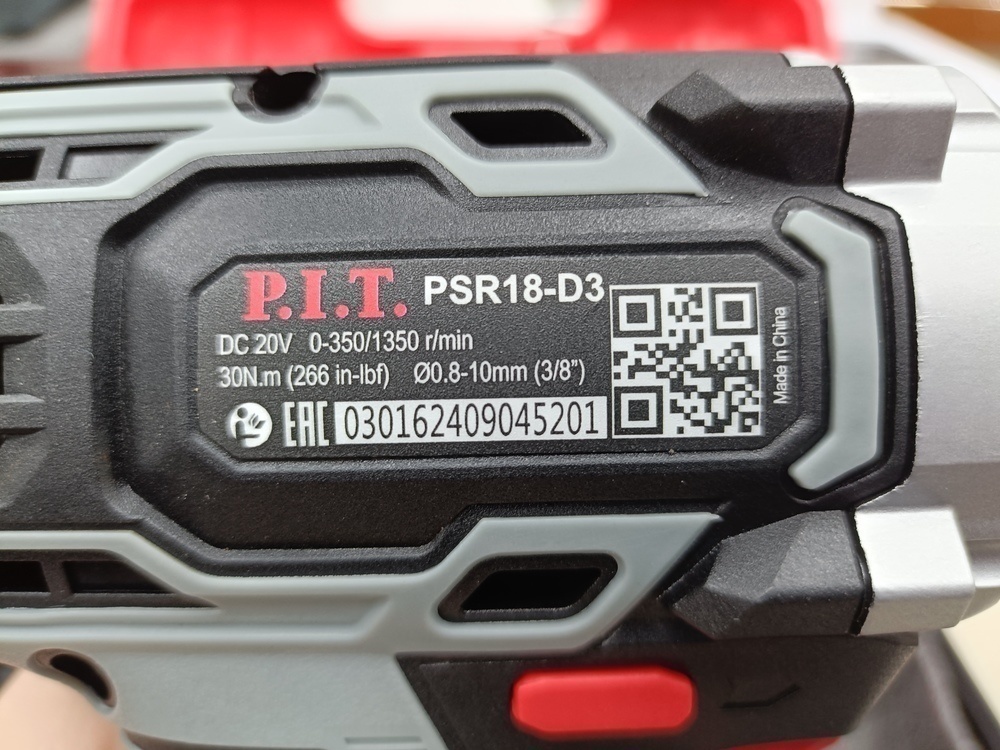 P.I.T. PSR18-D3
DC 20V 0-350/1350 r/min
30N.m (266 in-lbf) Ø0.8-10mm (3/8")
EAC 030162409045201
Made in China